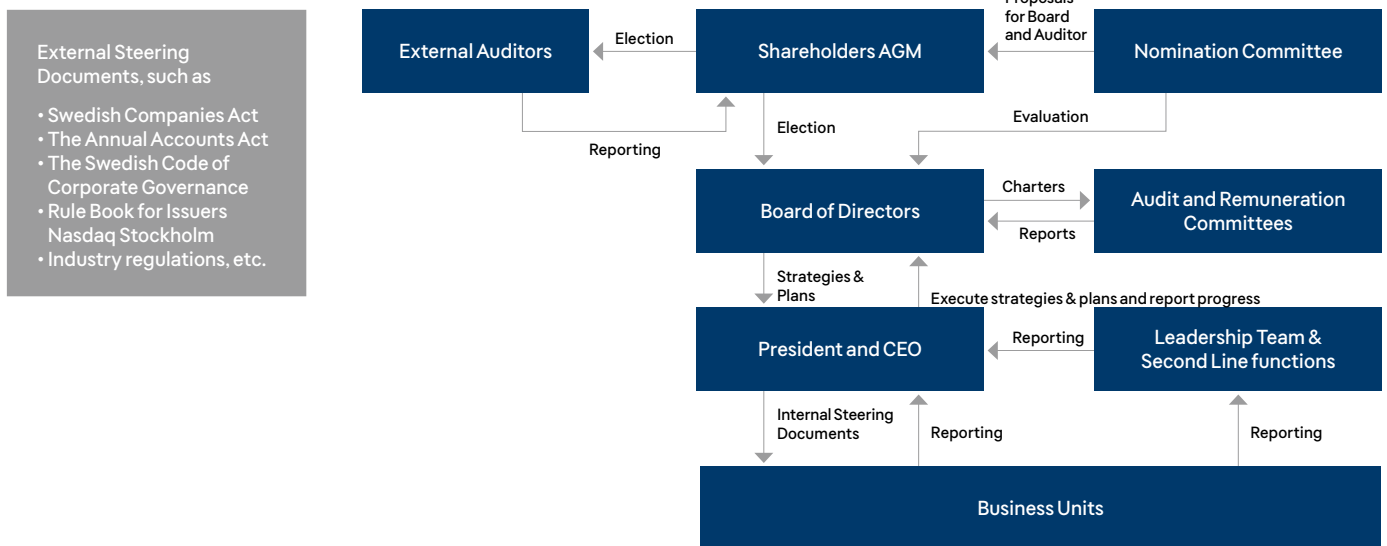 External Steering
Documents, such as
• Swedish Companies Act
• The Annual Accounts Act
• The Swedish Code of
Corporate Governance
• Rule Book for Issuers
Nasdaq Stockholm
• Industry regulations, etc.
External Auditors
Election
Shareholders AGM
Proposals
for Board
and Auditor
Nomination Committee
Reporting
Election
Evaluation
Board of Directors
Charters
Reports
Audit and Remuneration
Committees
Strategies &
Plans
Execute strategies & plans and report progress
President and CEO
Reporting
Leadership Team &
Second Line functions
Internal Steering
Documents
Reporting
Reporting
Business Units